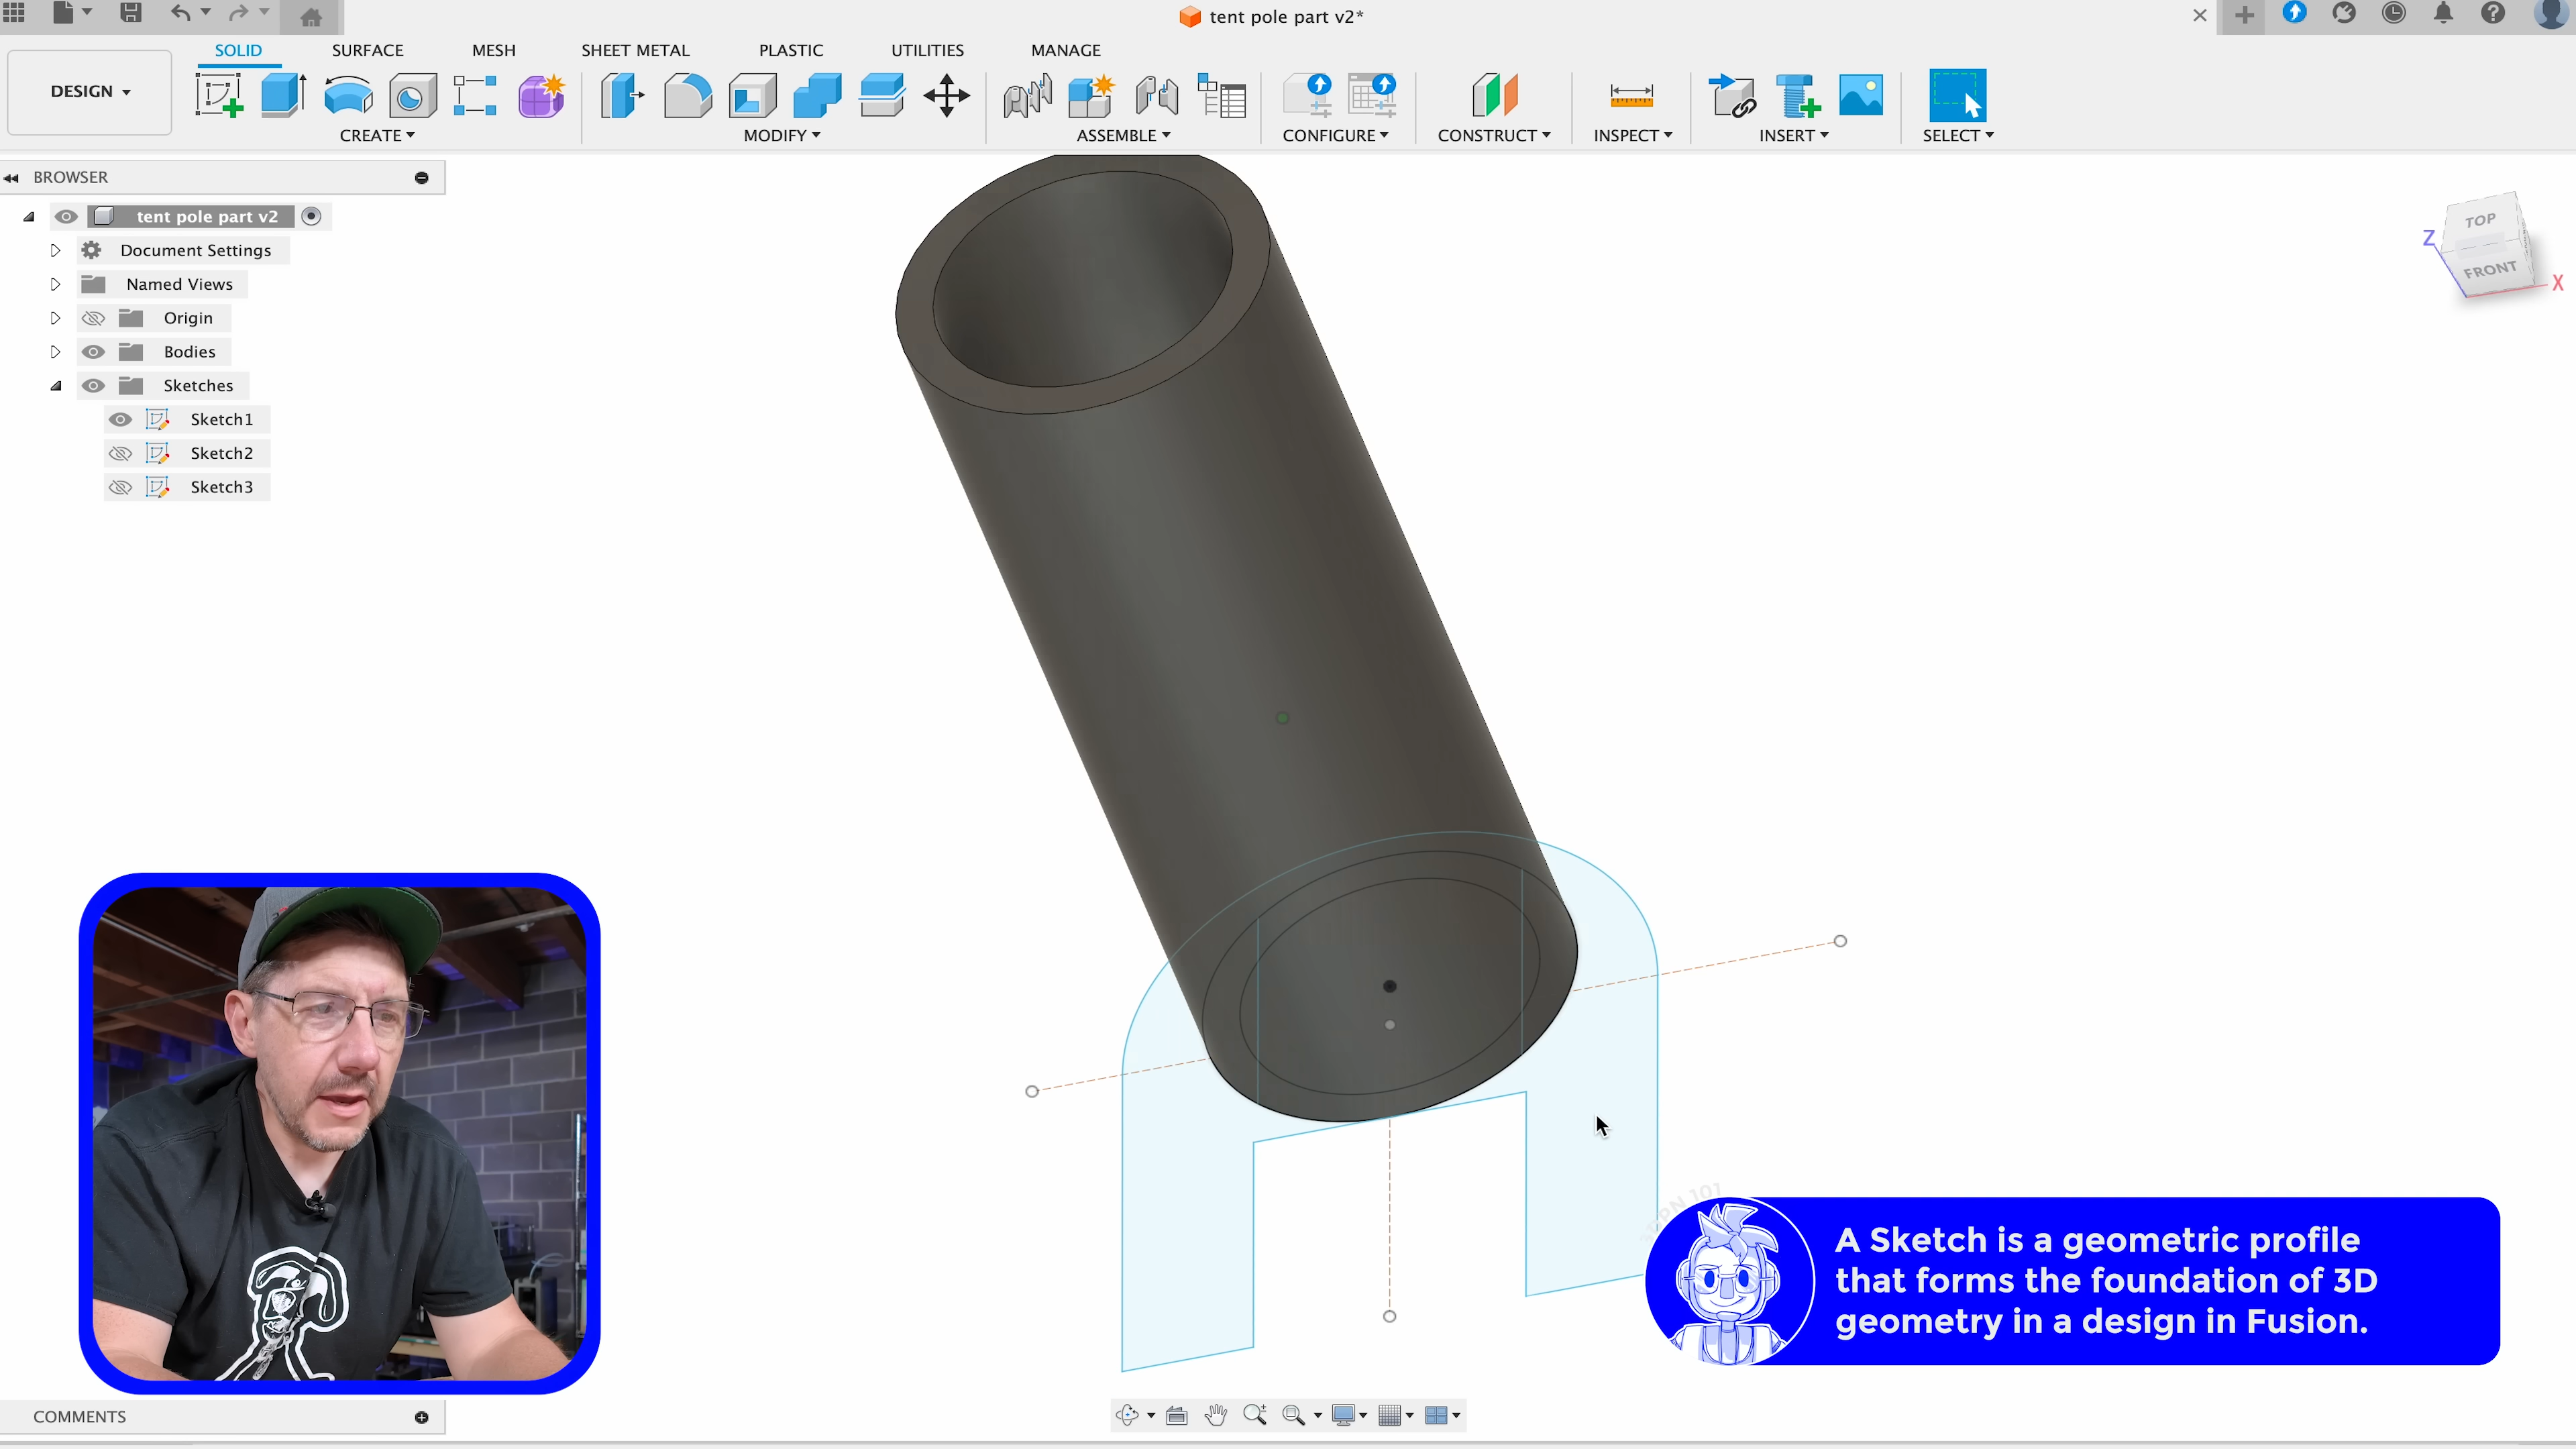 tent pole part v2*
SOLID SURFACE MESH SHEET METAL PLASTIC UTILITIES MANAGE
DESIGN
CREATE MODIFY ASSEMBLE CONFIGURE CONSTRUCT INSPECT INSERT SELECT
BROWSER
tent pole part v2
Document Settings
Named Views
Origin
Bodies
Sketches
Sketch1
Sketch2
Sketch3
TOP
Z
FRONT
X
101
A Sketch is a geometric profile
that forms the foundation of 3D
geometry in a design in Fusion.
COMMENTS